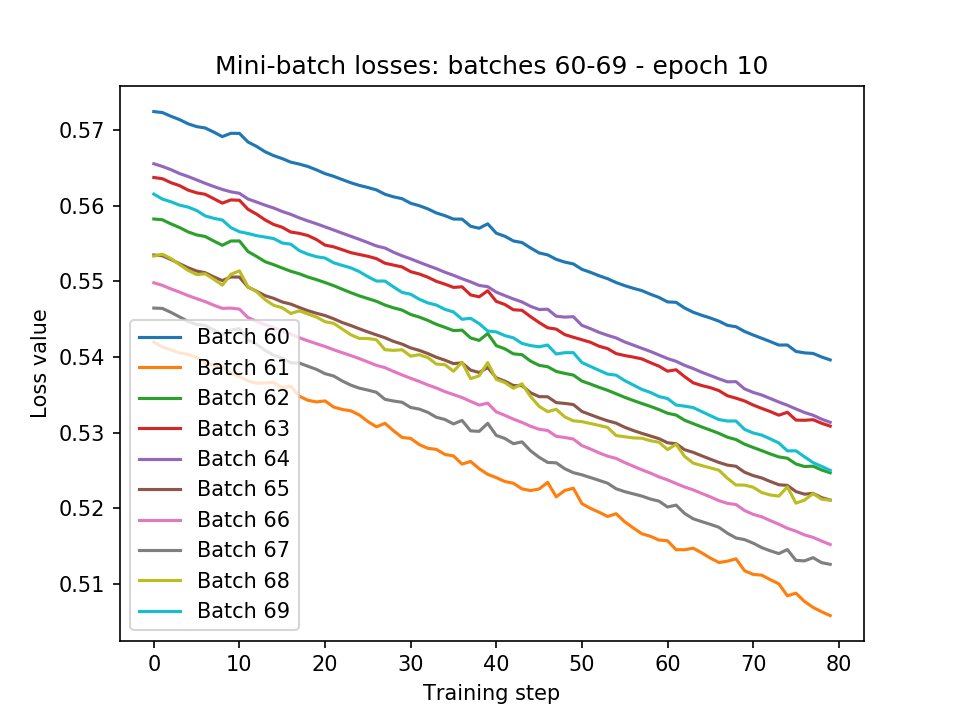 Mini-batch losses: batches 60-69 - epoch 10
Loss value
0.57
0.56
0.55
0.54
0.53
0.52
0.51
Batch 60
Batch 61
Batch 62
Batch 63
Batch 64
Batch 65
Batch 66
Batch 67
Batch 68
Batch 69
0 10 20 30 40 50 60 70 80
Training step